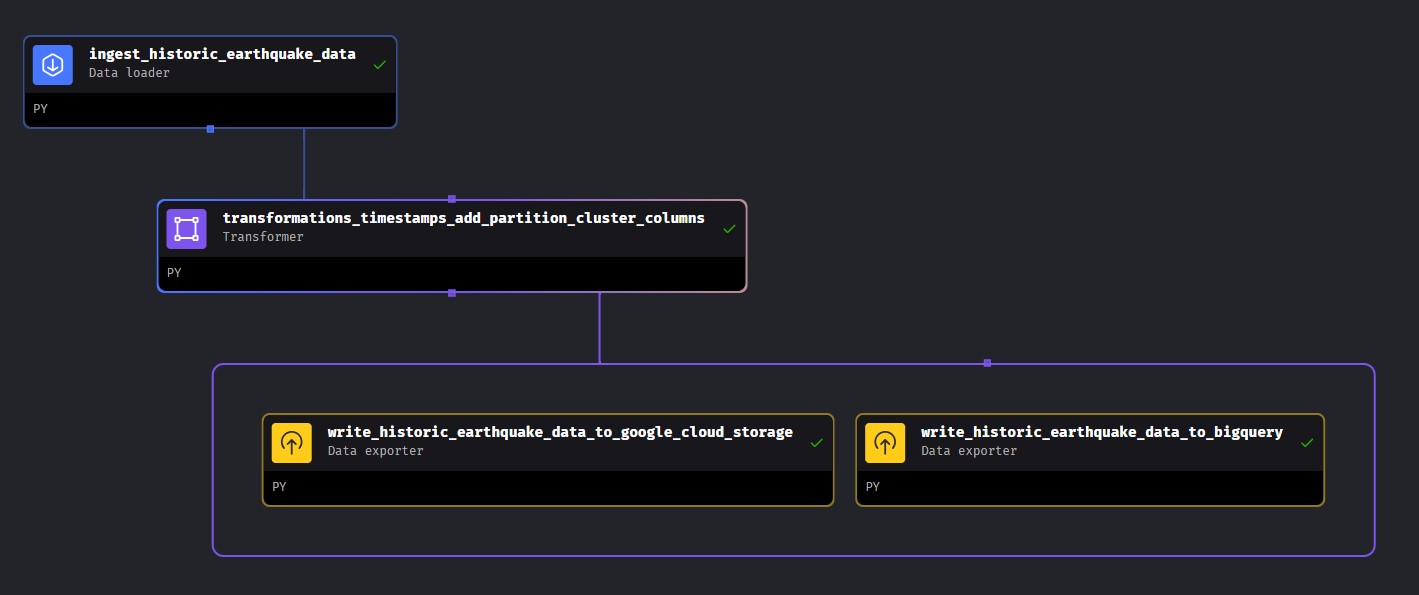 ingest_historic_earthquake_data
Data loader
PY
transformations_timestamps_add_partition_cluster_columns
Transformer
PY
write_historic_earthquake_data_to_google_cloud_storage
Data exporter
PY
write_historic_earthquake_data_to_bigquery
Data exporter
PY